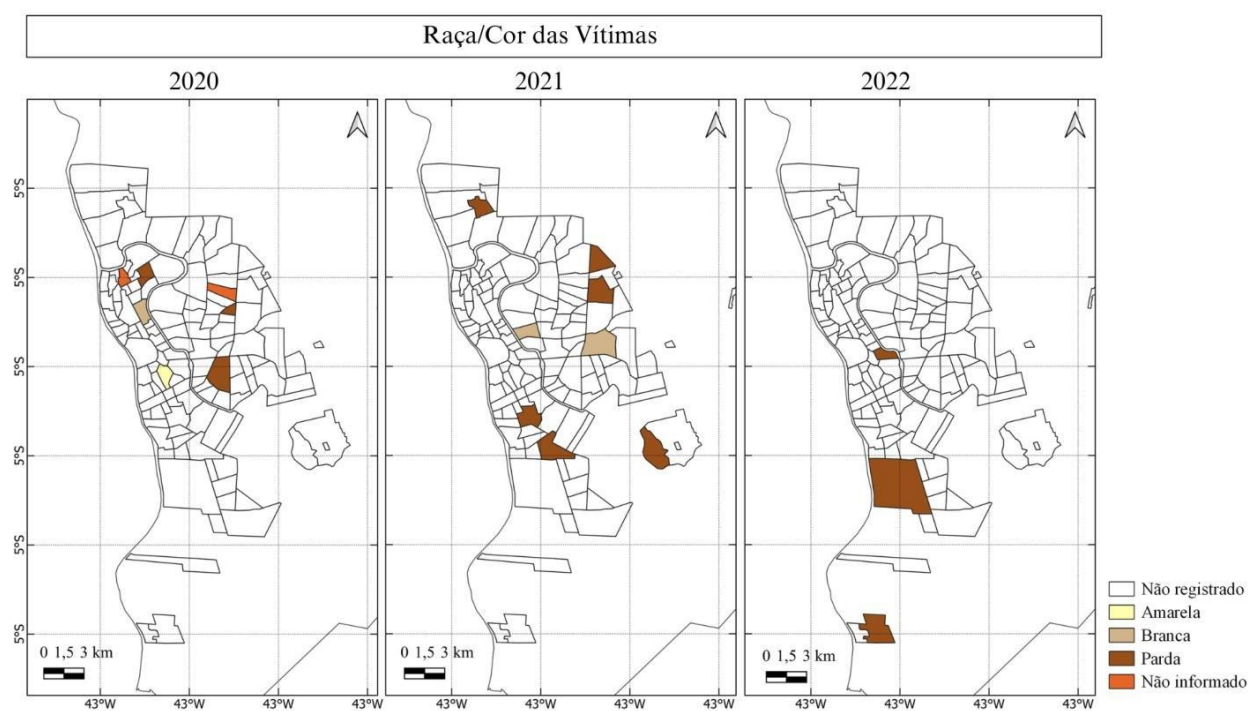 Raça/Cor das Vítimas
2020
2021
2022
5°S
5°S
5°S
5°S
5°S
5°S
0 1,5 3 km
0 1,5 3 km
0 1,5 3 km
43°W 43°W 43°W 43°W
43°W 43°W 43°W 43°W
43°W 43°W 43°W 43°W
Não registrado
Amarela
Branca
Parda
Não informado